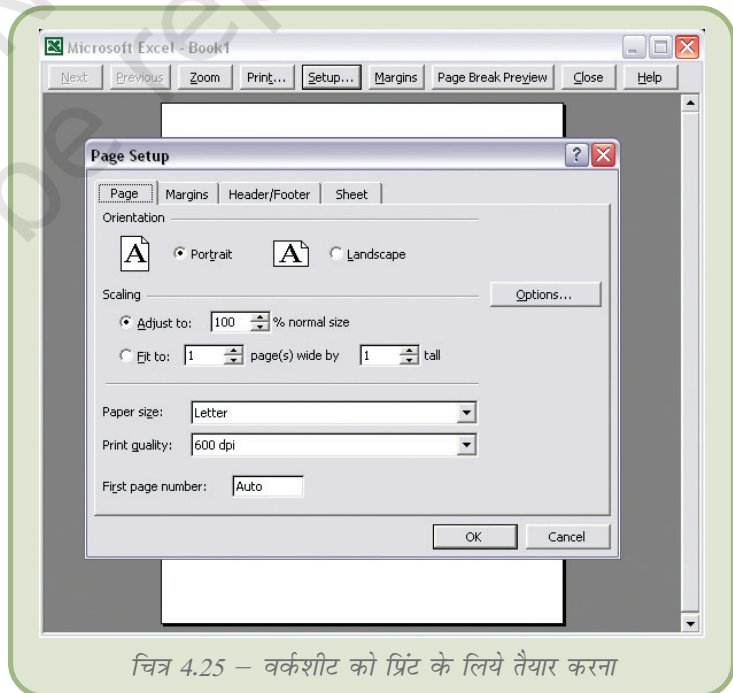 Microsoft Excel - Book1
Next Previous Zoom Print... Setup... Margins Page Break Preview Close Help
Page Setup
Page Margins Header/Footer Sheet
Orientation
A Portrait A Landscape
Scaling
Options...
Adjust to: 100 % normal size
Fit to: 1 page(s) wide by 1 tall
Paper size: Letter
Print quality: 600 dpi
First page number: Auto
OK Cancel
चित्र 4.25 – वर्कशीट को प्रिंट के लिये तैयार करना
be re